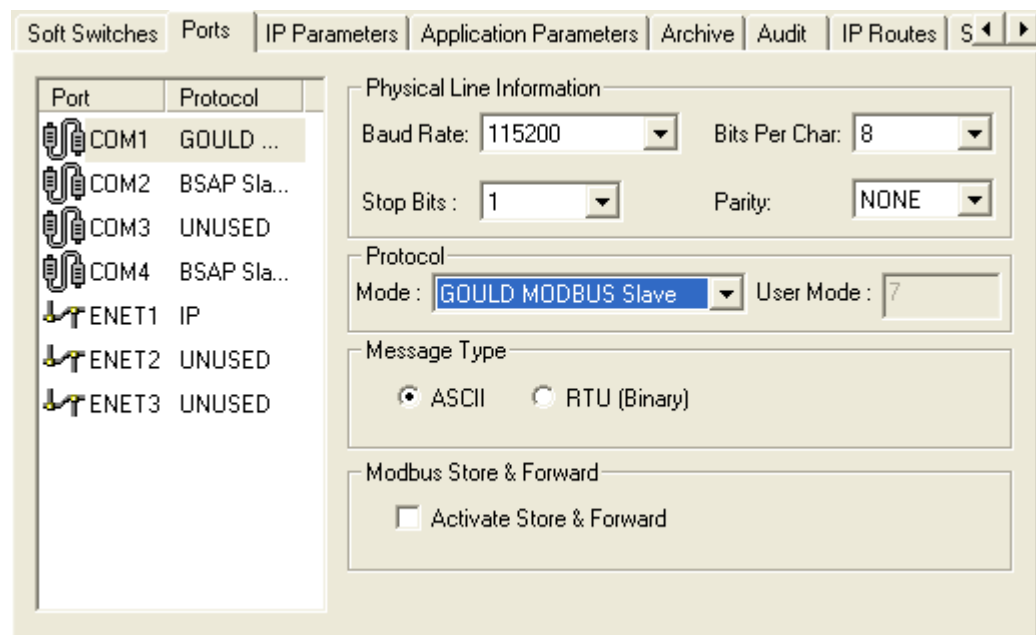 Soft Switches Ports IP Parameters Application Parameters Archive Audit IP Routes S
Port Protocol
COM1 GOULD ...
COM2 BSAP Sla...
COM3 UNUSED
COM4 BSAP Sla...
ENET1 IP
ENET2 UNUSED
ENET3 UNUSED
Physical Line Information
Baud Rate: 115200 Bits Per Char: 8
Stop Bits : 1 Parity: NONE
Protocol
Mode : GOULD MODBUS Slave User Mode : 7
Message Type
ASCII RTU (Binary)
Modbus Store & Forward
Activate Store & Forward